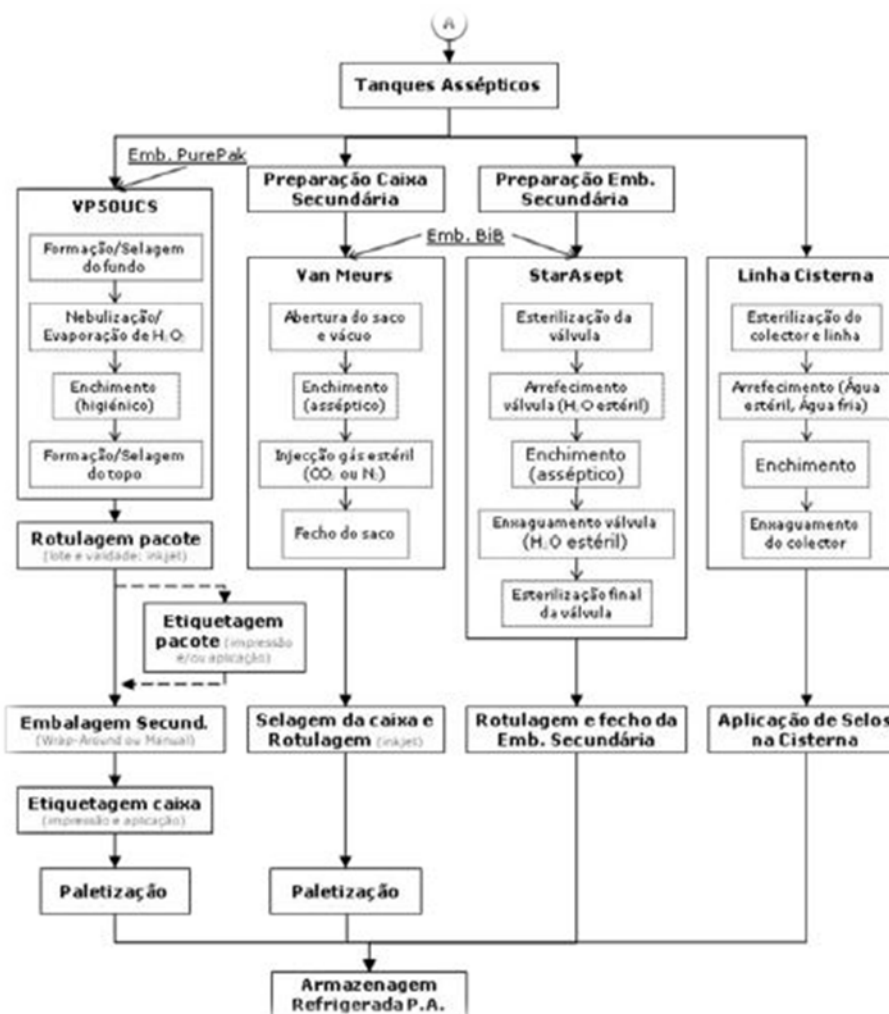 A
Tanques Assépticos
Emb. PurePak
Preparação Caixa
Secundária
Preparação Emb.
Secundária
VP50UCS
Formação/Selagem
do fundo
Nebulização/
Evaporação de H₂O₂
Enchimento
(higiénico)
Formação/Selagem
do topo
Emb. BiB
Van Meurs
Abertura do saco
e vácuo
Enchimento
(asséptico)
Injecção gás estéril
(CO₂ ou N₂)
Fecho do saco
StarAsept
Esterilização da
válvula
Arrefecimento
válvula (H₂O estéril)
Enchimento
(asséptico)
Enxaguamento válvula
(H₂O estéril)
Esterilização final
da válvula
Linha Cisterna
Esterilização do
colector e linha
Arrefecimento (Água
estéril, Água fria)
Enchimento
Enxaguamento
do colector
Rotulagem pacote
(lote e validade: inkjet)
Etiquetagem
pacote (impressão
e/ou aplicação)
Embalagem Secund.
(Wrap-Around ou Manual)
Selagem da caixa e
Rotulagem (inkjet)
Rotulagem e fecho da
Emb. Secundária
Aplicação de Selos
na Cisterna
Etiquetagem caixa
(impressão e aplicação)
Paletização
Paletização
Armazenagem
Refrigerada P.A.